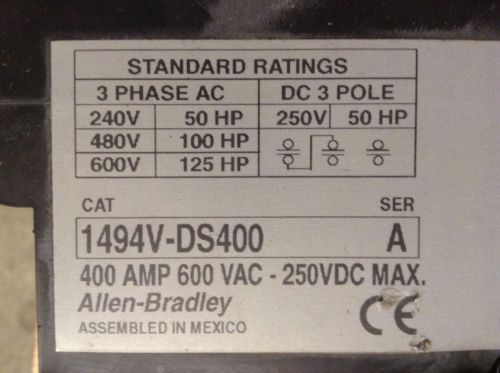 STANDARD RATINGS
3 PHASE AC DC 3 POLE
240V 50 HP 250V 50 HP
480V 100 HP
600V 125 HP
CAT SER
1494V-DS400 A
400 AMP 600 VAC - 250VDC MAX.
Allen-Bradley
ASSEMBLED IN MEXICO CE